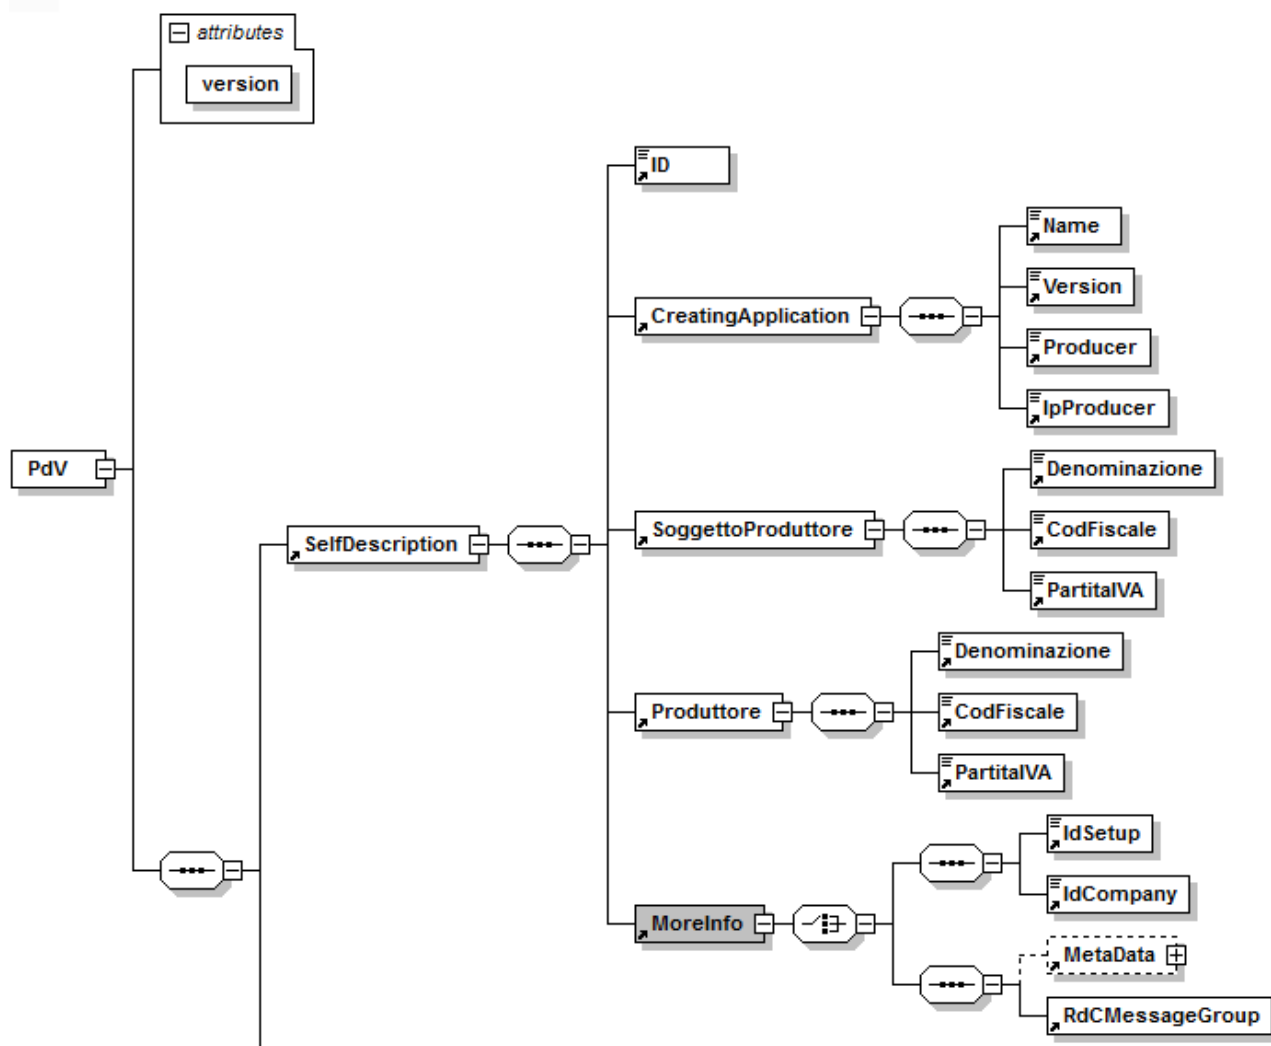 attributes
version
ID
Name
Version
CreatingApplication
Producer
IpProducer
PdV
Denominazione
SoggettoProduttore
CodFiscale
SelfDescription
PartitaIVA
Denominazione
Produttore
CodFiscale
PartitaIVA
IdSetup
IdCompany
MoreInfo
MetaData
RdCMessageGroup